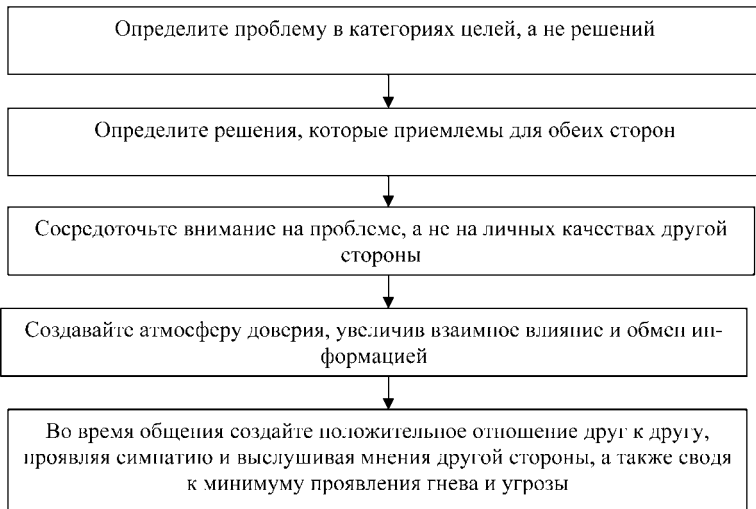 Определите проблему в категориях целей, а не решений
Определите решения, которые приемлемы для обеих сторон
Сосредоточьте внимание на проблеме, а не на личных качествах другой
стороны
Создавайте атмосферу доверия, увеличив взаимное влияние и обмен ин-
формацией
Во время общения создайте положительное отношение друг к другу,
проявляя симпатию и выслушивая мнения другой стороны, а также сводя
к минимуму проявления гнева и угрозы